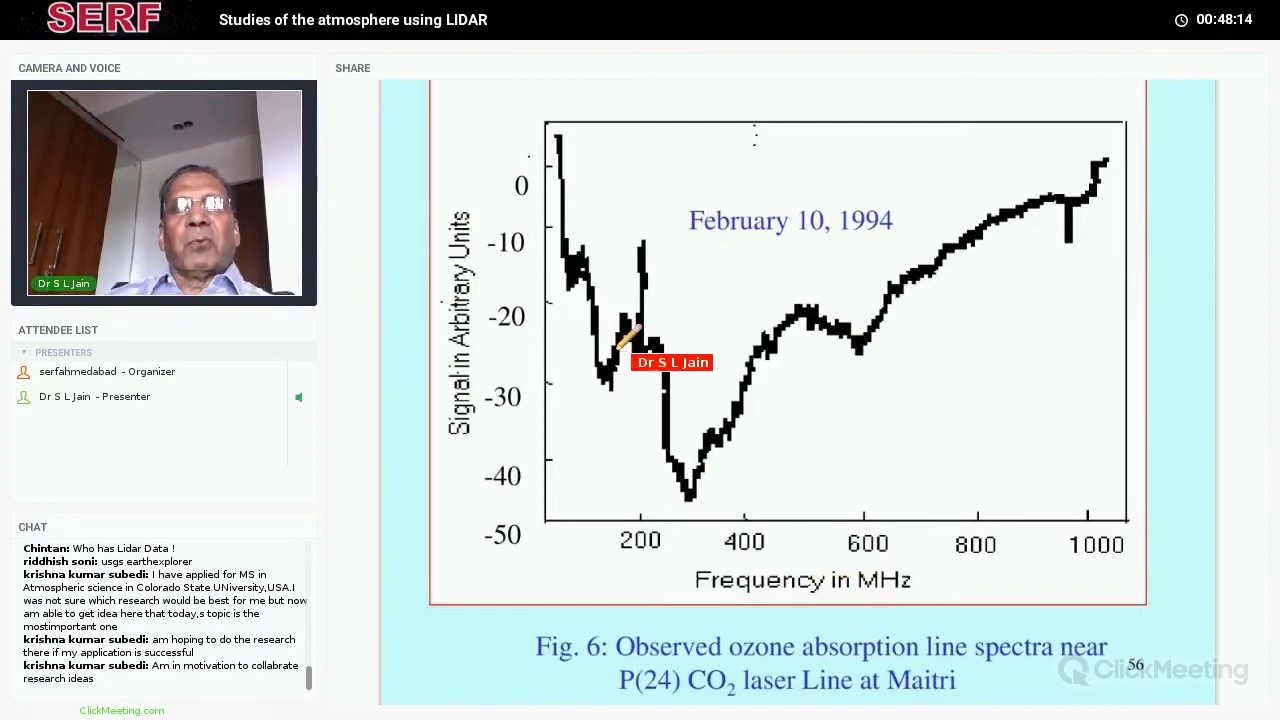 SERF
Studies of the atmosphere using LIDAR
00:48:14
CAMERA AND VOICE
Dr S L Jain
ATTENDEE LIST
PRESENTERS
serfahmedabad - Organizer
Dr S L Jain - Presenter
CHAT
Chintan: Who has Lidar Data !
riddhish soni: usgs earthexplorer
krishna kumar subedi: I have applied for MS in
Atmospheric science in Colorado State UNiversity,USA.I
was not sure which research would be best for me but now
am able to get idea here that today,s topic is the
mostimportant one
krishna kumar subedi: am hoping to do the research
there if my application is successful
krishna kumar subedi: Am in motivation to collabrate
research ideas
ClickMeeting.com
SHARE
February 10, 1994
Signal in Arbitrary Units
0
-10
-20
-30
-40
-50
Dr S L Jain
200 400 600 800 1000
Frequency in MHz
Fig. 6: Observed ozone absorption line spectra near
P(24) CO₂ laser Line at Maitri
56
ClickMeeting